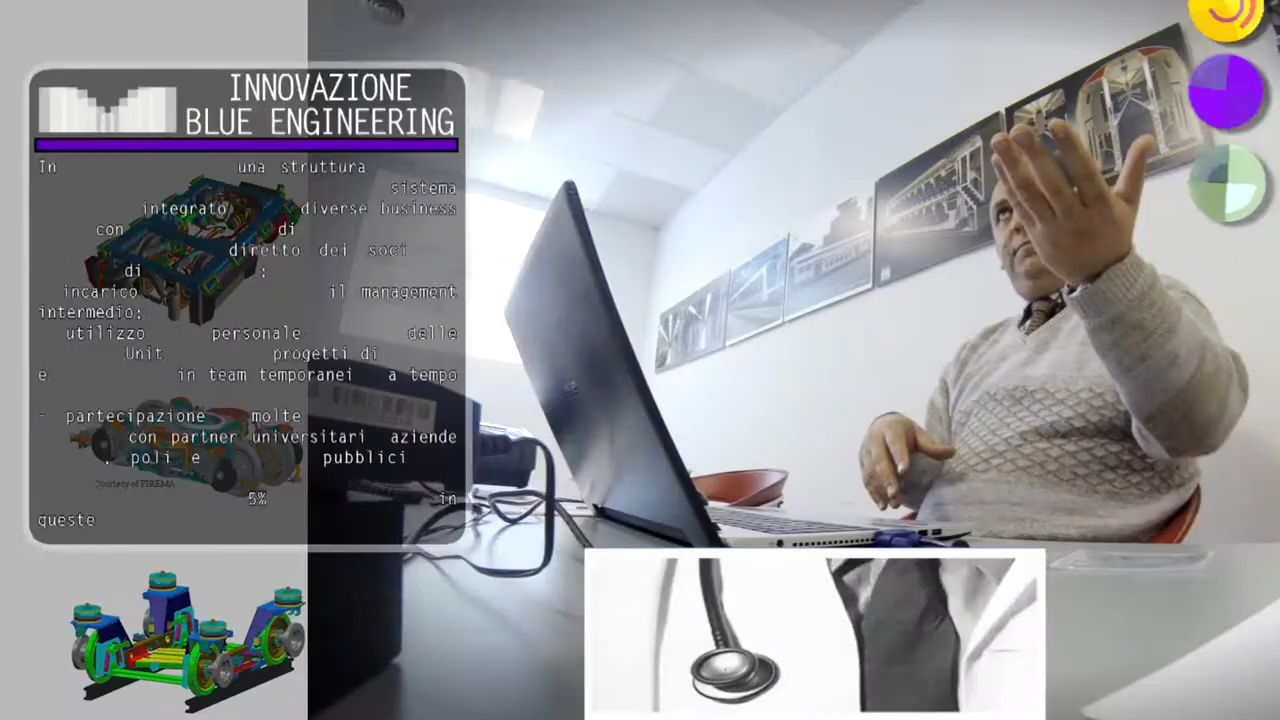 INNOVAZIONE
BLUE ENGINEERING
In una struttura
sistema
integrato diverse business
con di
diretto dei soci
di :
incarico il management
intermedio:
utilizzo personale delle
Unit progetti di
e in team temporanei a tempo
- partecipazione molte
con partner universitari aziende
. poli e pubblici
5% in
queste
Courtesy of FIREMA